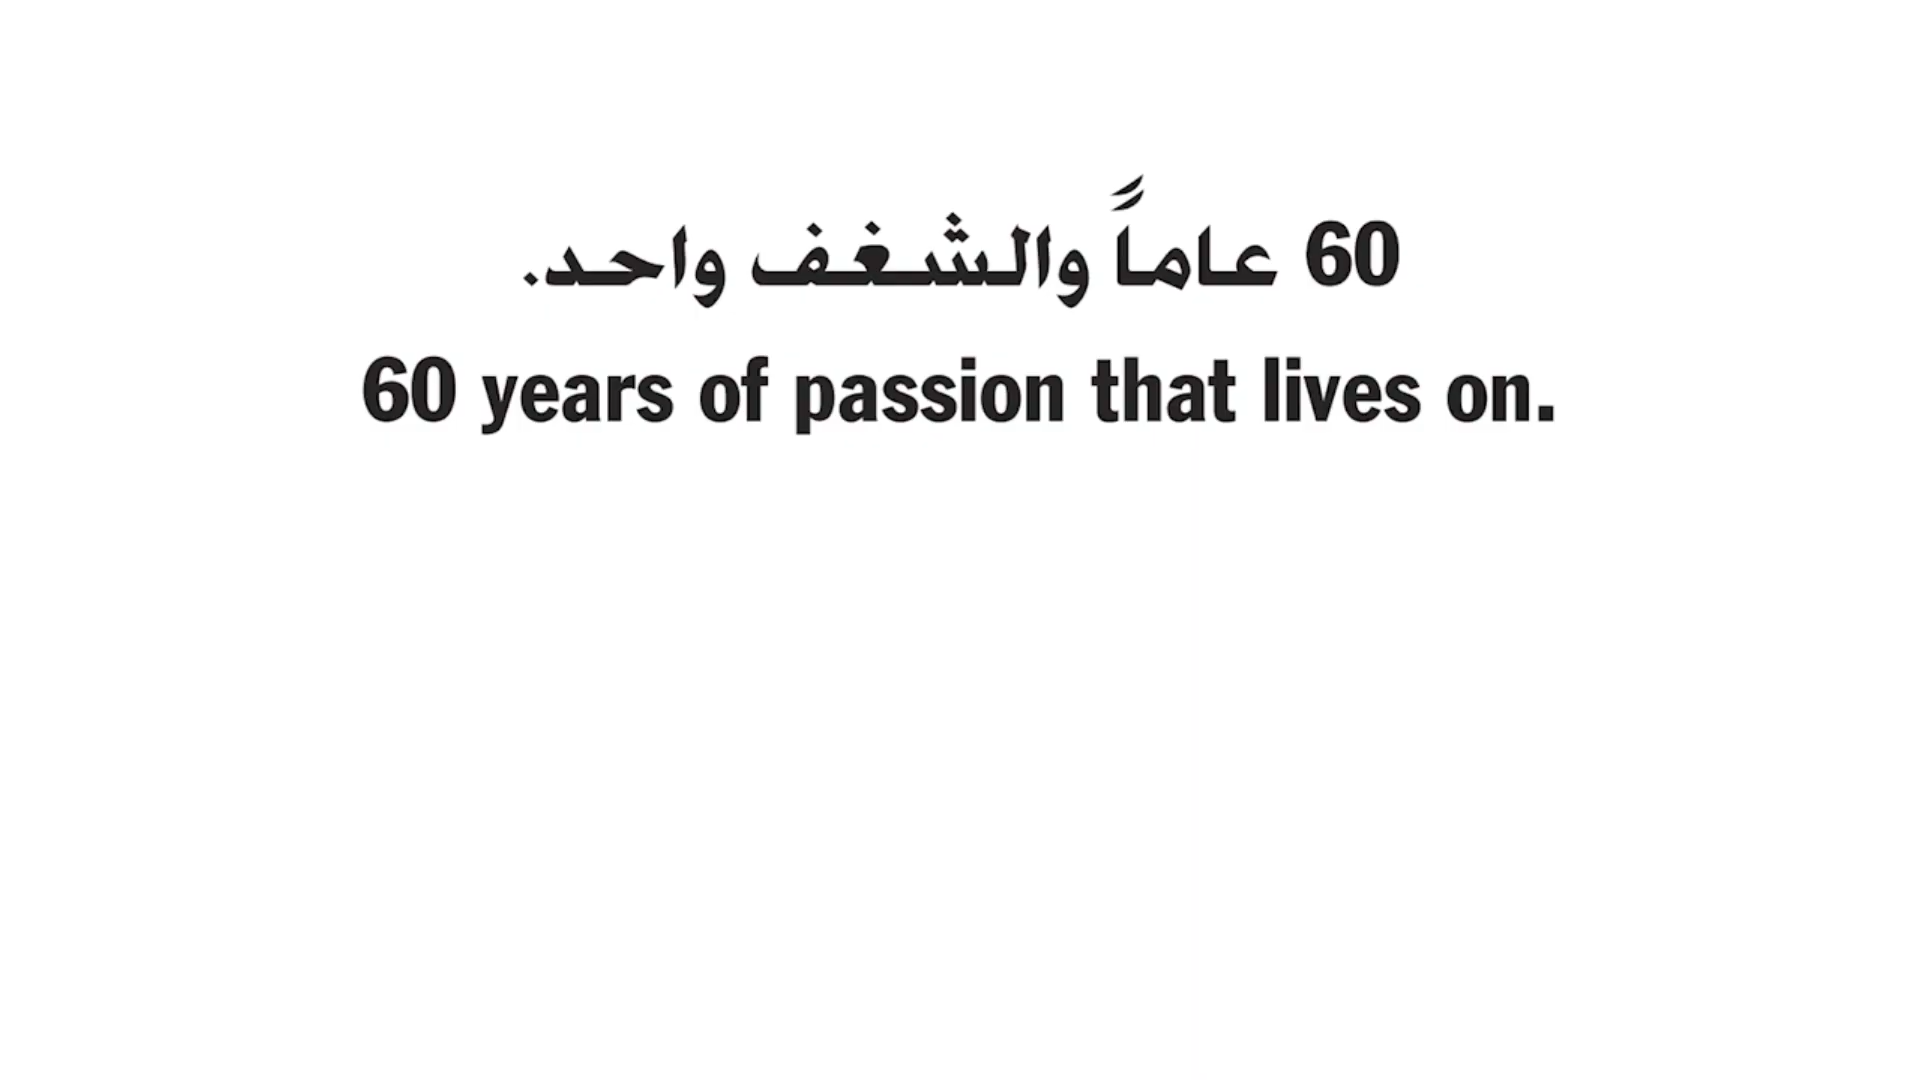 60 عاماً والشغف واحد.
60 years of passion that lives on.